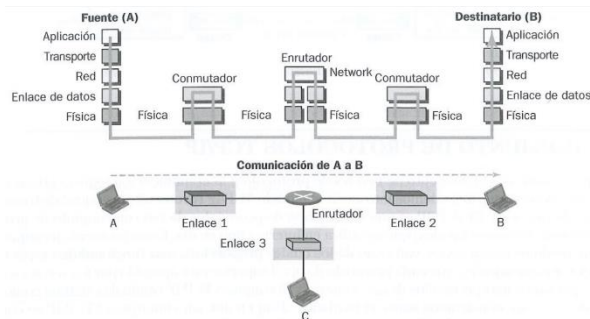 Fuente (A)
Destinatario (B)
Aplicación
Transporte
Red
Enlace de datos
Física
Conmutador
Física
Enrutador
Network
Física
Conmutador
Física
Aplicación
Transporte
Red
Enlace de datos
Física
Comunicación de A a B
A
Enlace 1
Enrutador
Enlace 2
B
Enlace 3
C